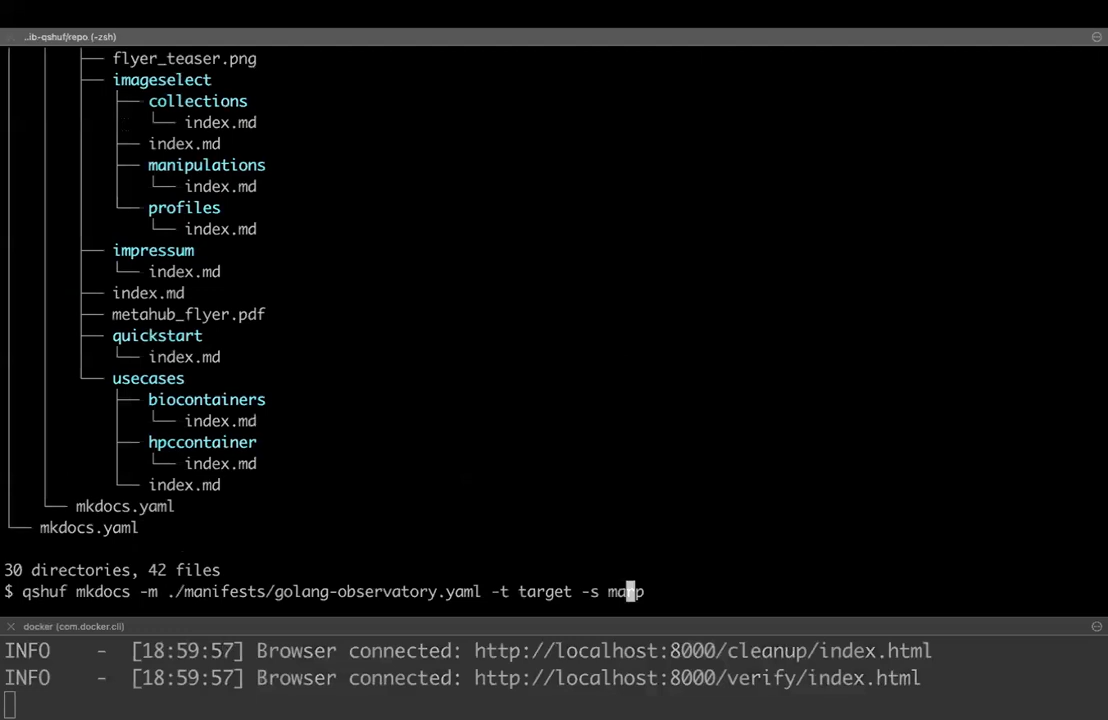 ..ib-qshuf/repo (-zsh)
├── flyer_teaser.png
├── imageselect
├── collections
└── index.md
├── index.md
├── manipulations
└── index.md
└── profiles
└── index.md
├── impressum
└── index.md
├── index.md
├── metahub_flyer.pdf
├── quickstart
└── index.md
└── usecases
├── biocontainers
└── index.md
├── hpccontainer
└── index.md
└── index.md
└── mkdocs.yaml
└── mkdocs.yaml
30 directories, 42 files
$ qshuf mkdocs -m ./manifests/golang-observatory.yaml -t target -s marp
docker (com.docker.cli)
INFO - [18:59:57] Browser connected: http://localhost:8000/cleanup/index.html
INFO - [18:59:57] Browser connected: http://localhost:8000/verify/index.html